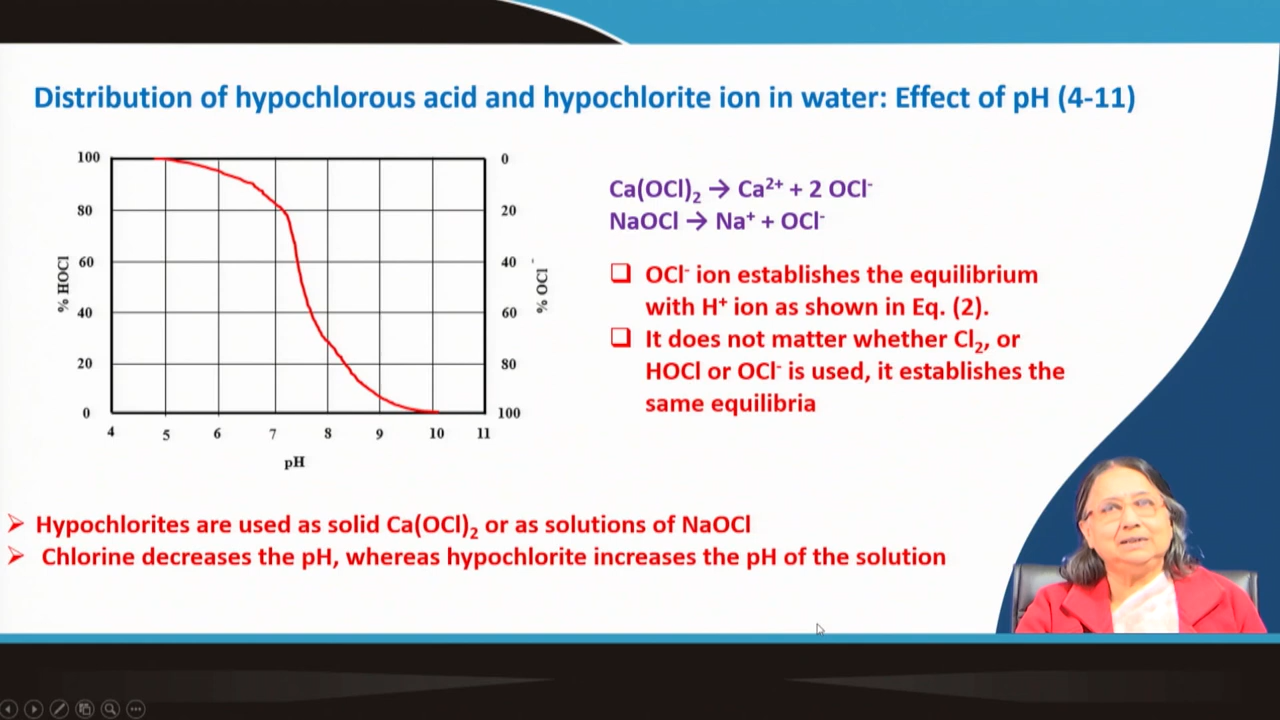 Distribution of hypochlorous acid and hypochlorite ion in water: Effect of pH (4-11)
100
80
60
40
20
0
% HOCl
0
20
40
60
80
100
% OCl⁻
4 5 6 7 8 9 10 11
pH
Ca(OCl)₂ → Ca²⁺ + 2 OCl⁻
NaOCl → Na⁺ + OCl⁻
❑ OCl⁻ ion establishes the equilibrium
with H⁺ ion as shown in Eq. (2).
❑ It does not matter whether Cl₂, or
HOCl or OCl⁻ is used, it establishes the
same equilibria
➢ Hypochlorites are used as solid Ca(OCl)₂ or as solutions of NaOCl
➢ Chlorine decreases the pH, whereas hypochlorite increases the pH of the solution